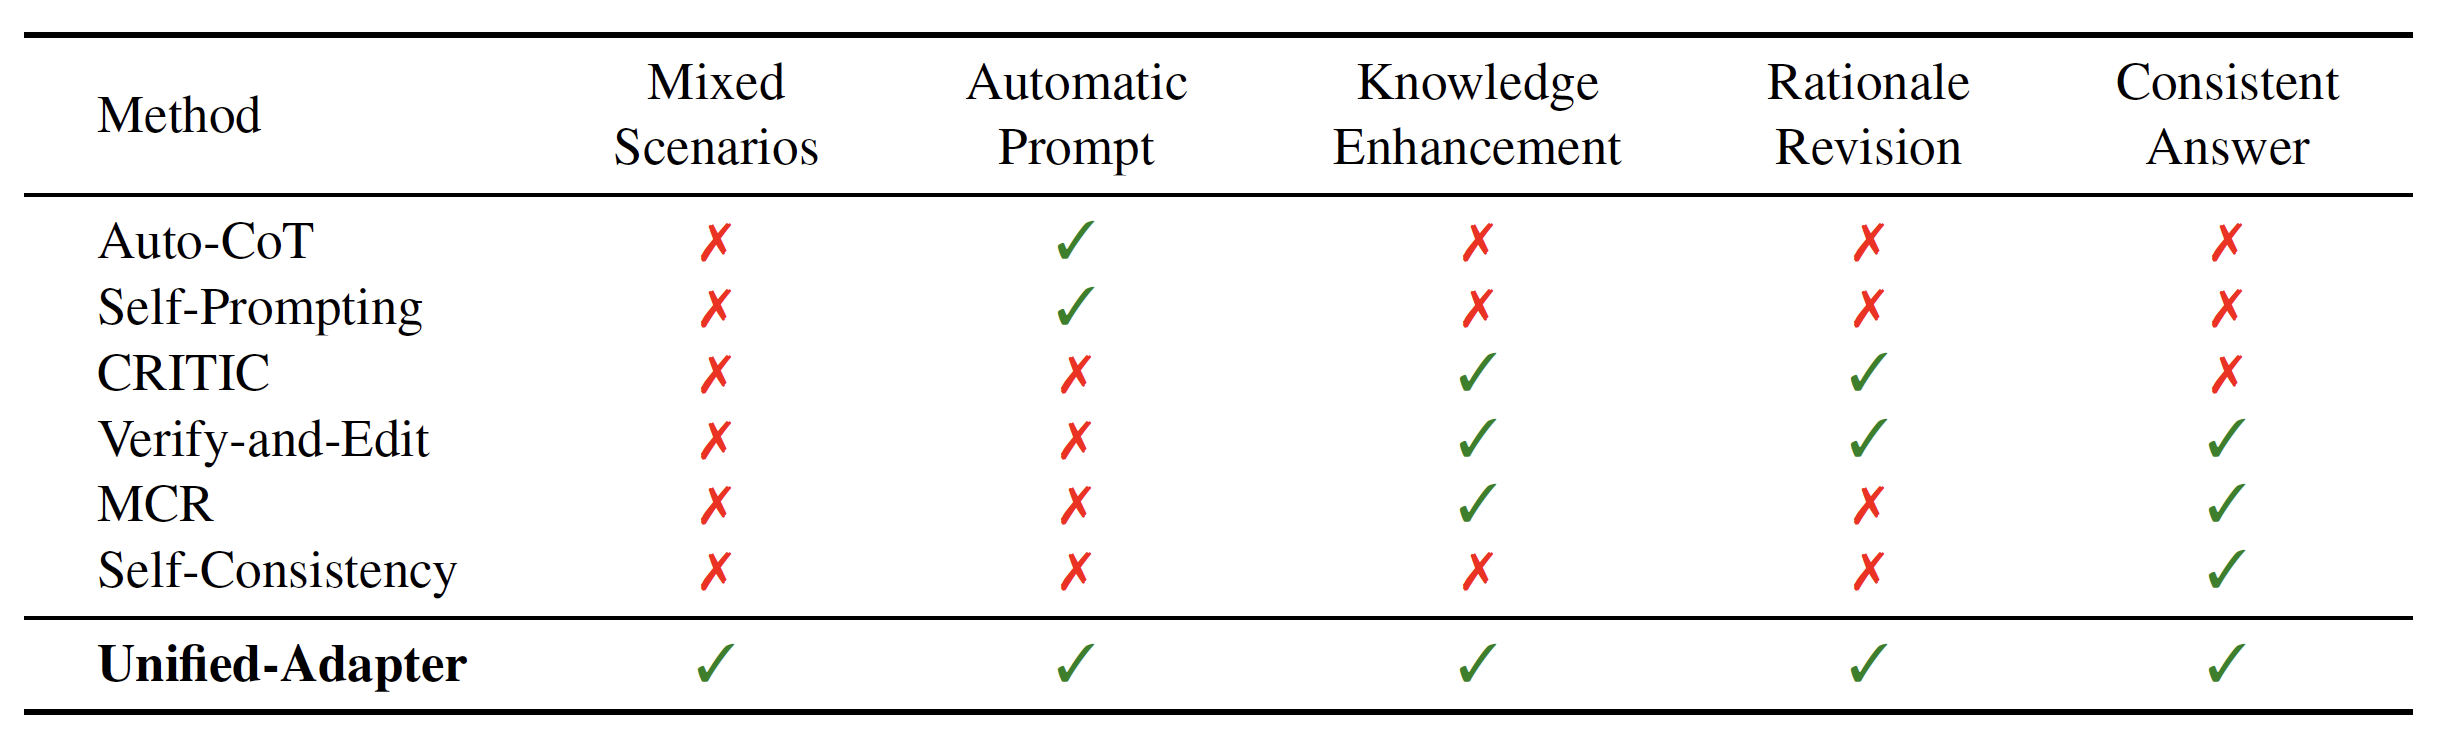 Method Mixed Scenarios Automatic Prompt Knowledge Enhancement Rationale Revision Consistent Answer
Auto-CoT ✗ ✓ ✗ ✗ ✗
Self-Prompting ✗ ✓ ✗ ✗ ✗
CRITIC ✗ ✗ ✓ ✓ ✗
Verify-and-Edit ✗ ✗ ✓ ✓ ✓
MCR ✗ ✗ ✓ ✗ ✓
Self-Consistency ✗ ✗ ✗ ✗ ✓
Unified-Adapter ✓ ✓ ✓ ✓ ✓